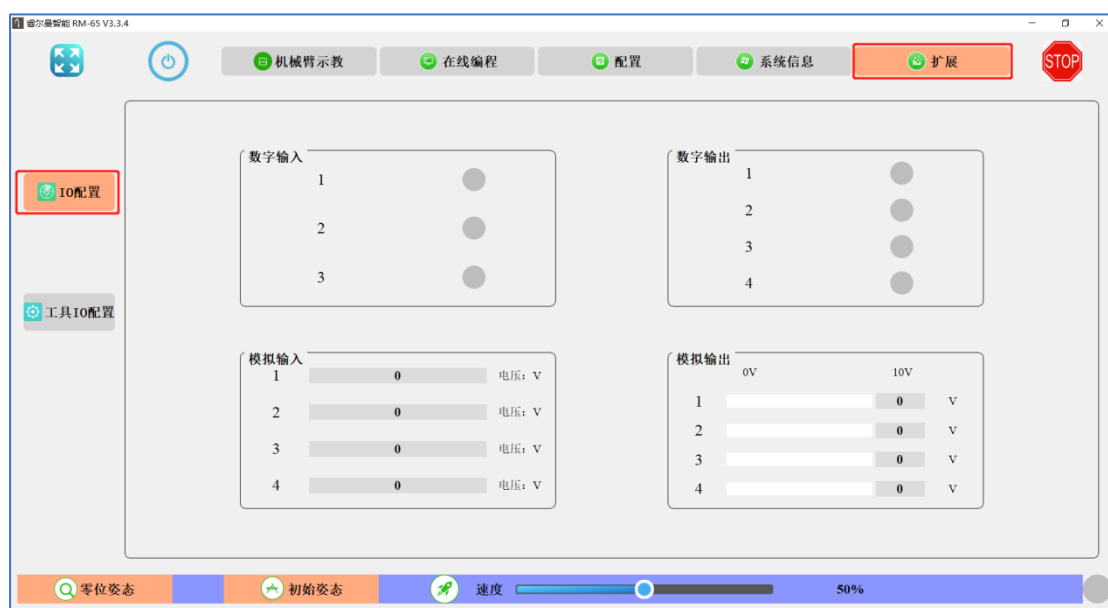 睿尔曼智能 RM-65 V3.3.4
机械臂示教
在线编程
配置
系统信息
扩展
STOP
IO配置
工具IO配置
数字输入
1
2
3
数字输出
1
2
3
4
模拟输入
1 0 电压: V
2 0 电压: V
3 0 电压: V
4 0 电压: V
模拟输出
0V 10V
1 0 V
2 0 V
3 0 V
4 0 V
零位姿态
初始姿态
速度
50%